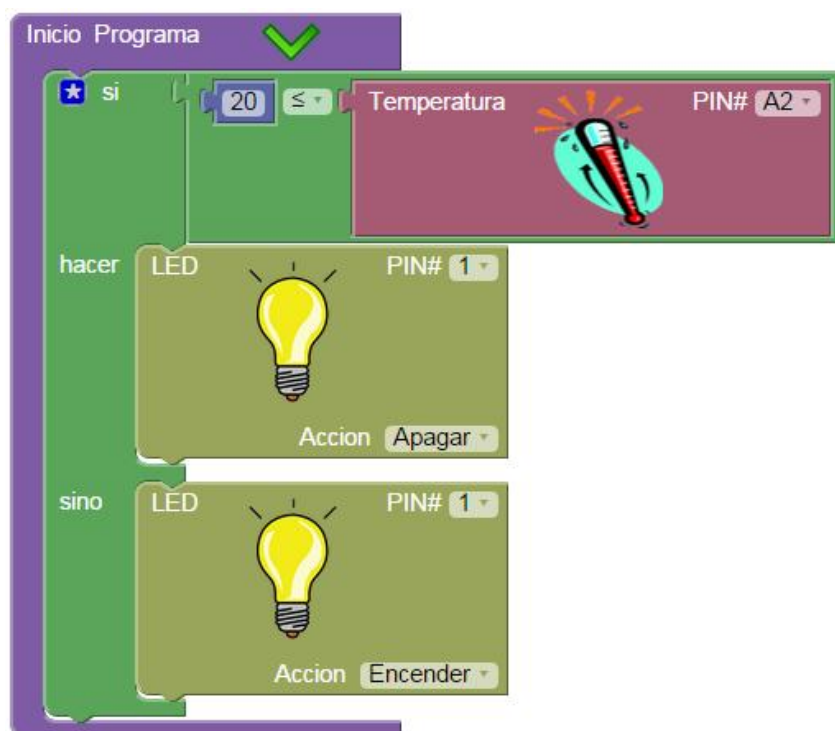 Inicio Programa
si 20 ≤ Temperatura PIN# A2
hacer LED PIN# 1
Accion Apagar
sino LED PIN# 1
Accion Encender